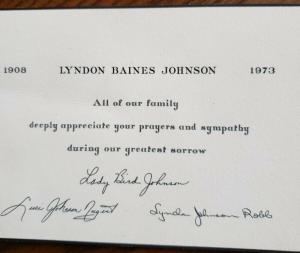 1908 LYNDON BAINES JOHNSON 1973
All of our family
deeply appreciate your prayers and sympathy
during our greatest sorrow
Lady Bird Johnson
Luci Johnson Nugent Lynda Johnson Robb